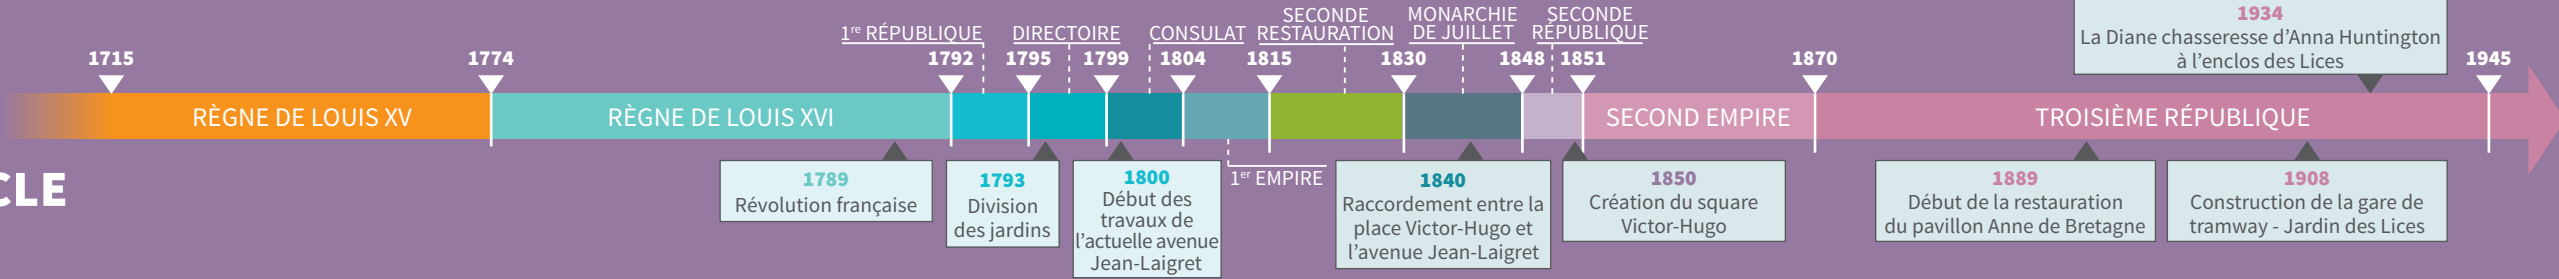 1934
La Diane chasseresse d’Anna Huntington
à l’enclos des Lices
1re RÉPUBLIQUE
DIRECTOIRE
CONSULAT
SECONDE
RESTAURATION
MONARCHIE
DE JUILLET
SECONDE
RÉPUBLIQUE
1715
1774
1792
1795
1799
1804
1815
1830
1848
1851
1870
1945
RÈGNE DE LOUIS XV
RÈGNE DE LOUIS XVI
SECOND EMPIRE
TROISIÈME RÉPUBLIQUE
1er EMPIRE
CLE
1789
Révolution française
1793
Division
des jardins
1800
Début des
travaux de
l’actuelle avenue
Jean-Laigret
1840
Raccordement entre la
place Victor-Hugo et
l’avenue Jean-Laigret
1850
Création du square
Victor-Hugo
1889
Début de la restauration
du pavillon Anne de Bretagne
1908
Construction de la gare de
tramway - Jardin des Lices